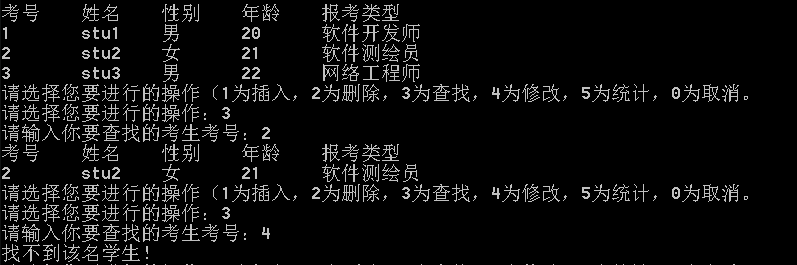 考号 姓名 性别 年龄 报考类型
1 stu1 男 20 软件开发师
2 stu2 女 21 软件测绘员
3 stu3 男 22 网络工程师
请选择您要进行的操作（1为插入，2为删除，3为查找，4为修改，5为统计，0为取消。
请选择您要进行的操作：3
请输入你要查找的考生考号：2
考号 姓名 性别 年龄 报考类型
2 stu2 女 21 软件测绘员
请选择您要进行的操作（1为插入，2为删除，3为查找，4为修改，5为统计，0为取消。
请选择您要进行的操作：3
请输入你要查找的考生考号：4
找不到该名学生！